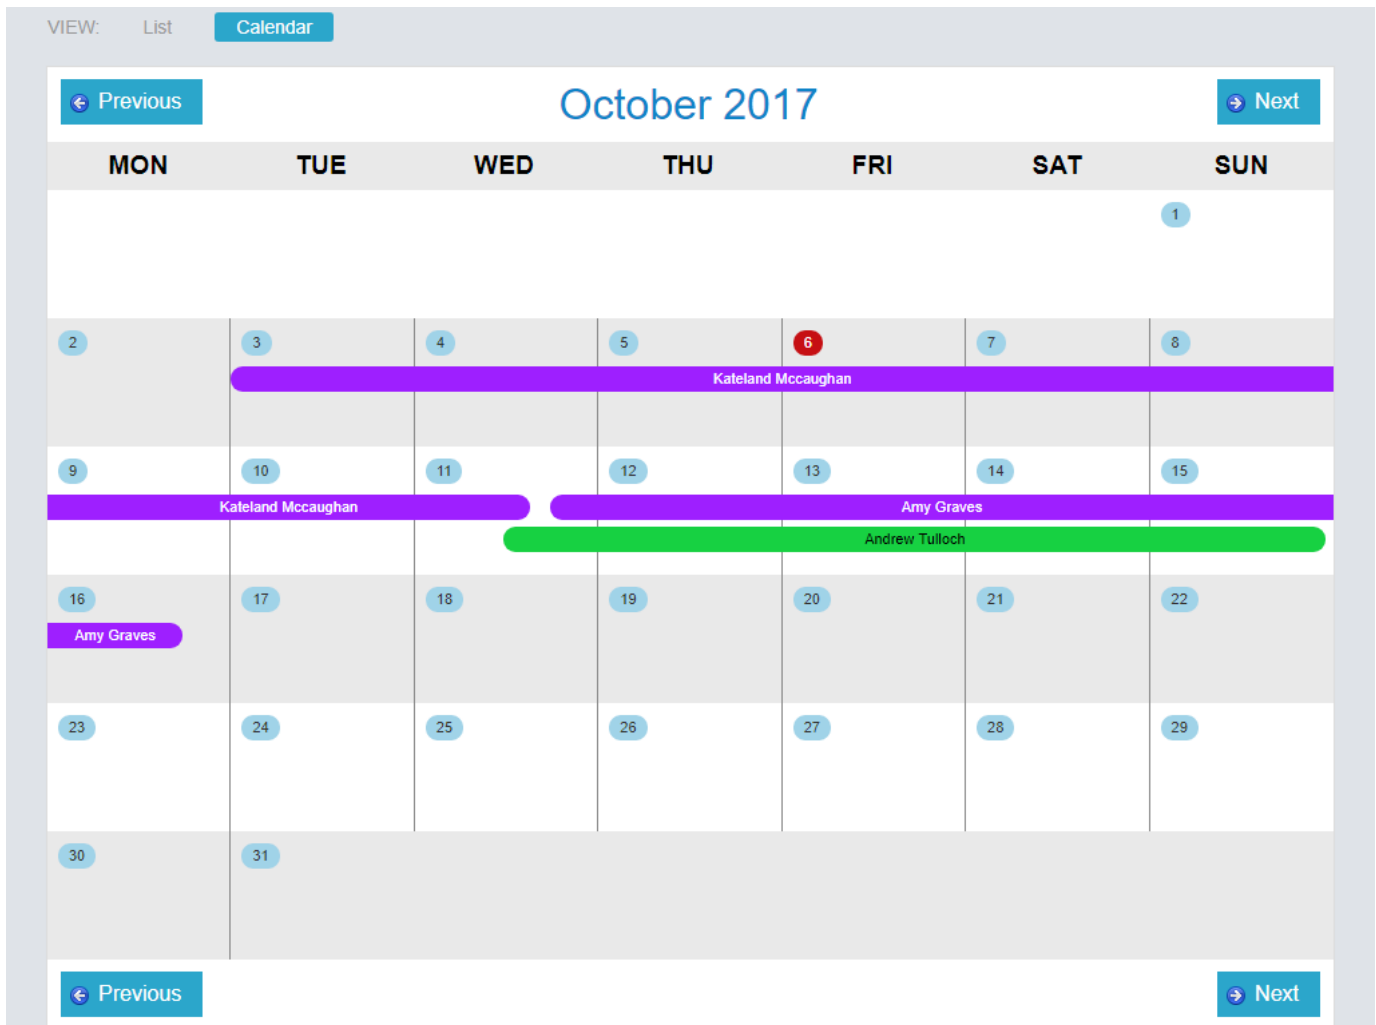 VIEW: List Calendar
Previous October 2017 Next
MON TUE WED THU FRI SAT SUN
1
2 3 4 5 6 7 8
Kateland Mccaughan
9 10 11 12 13 14 15
Kateland Mccaughan Amy Graves
Andrew Tulloch
16 17 18 19 20 21 22
Amy Graves
23 24 25 26 27 28 29
30 31
Previous Next